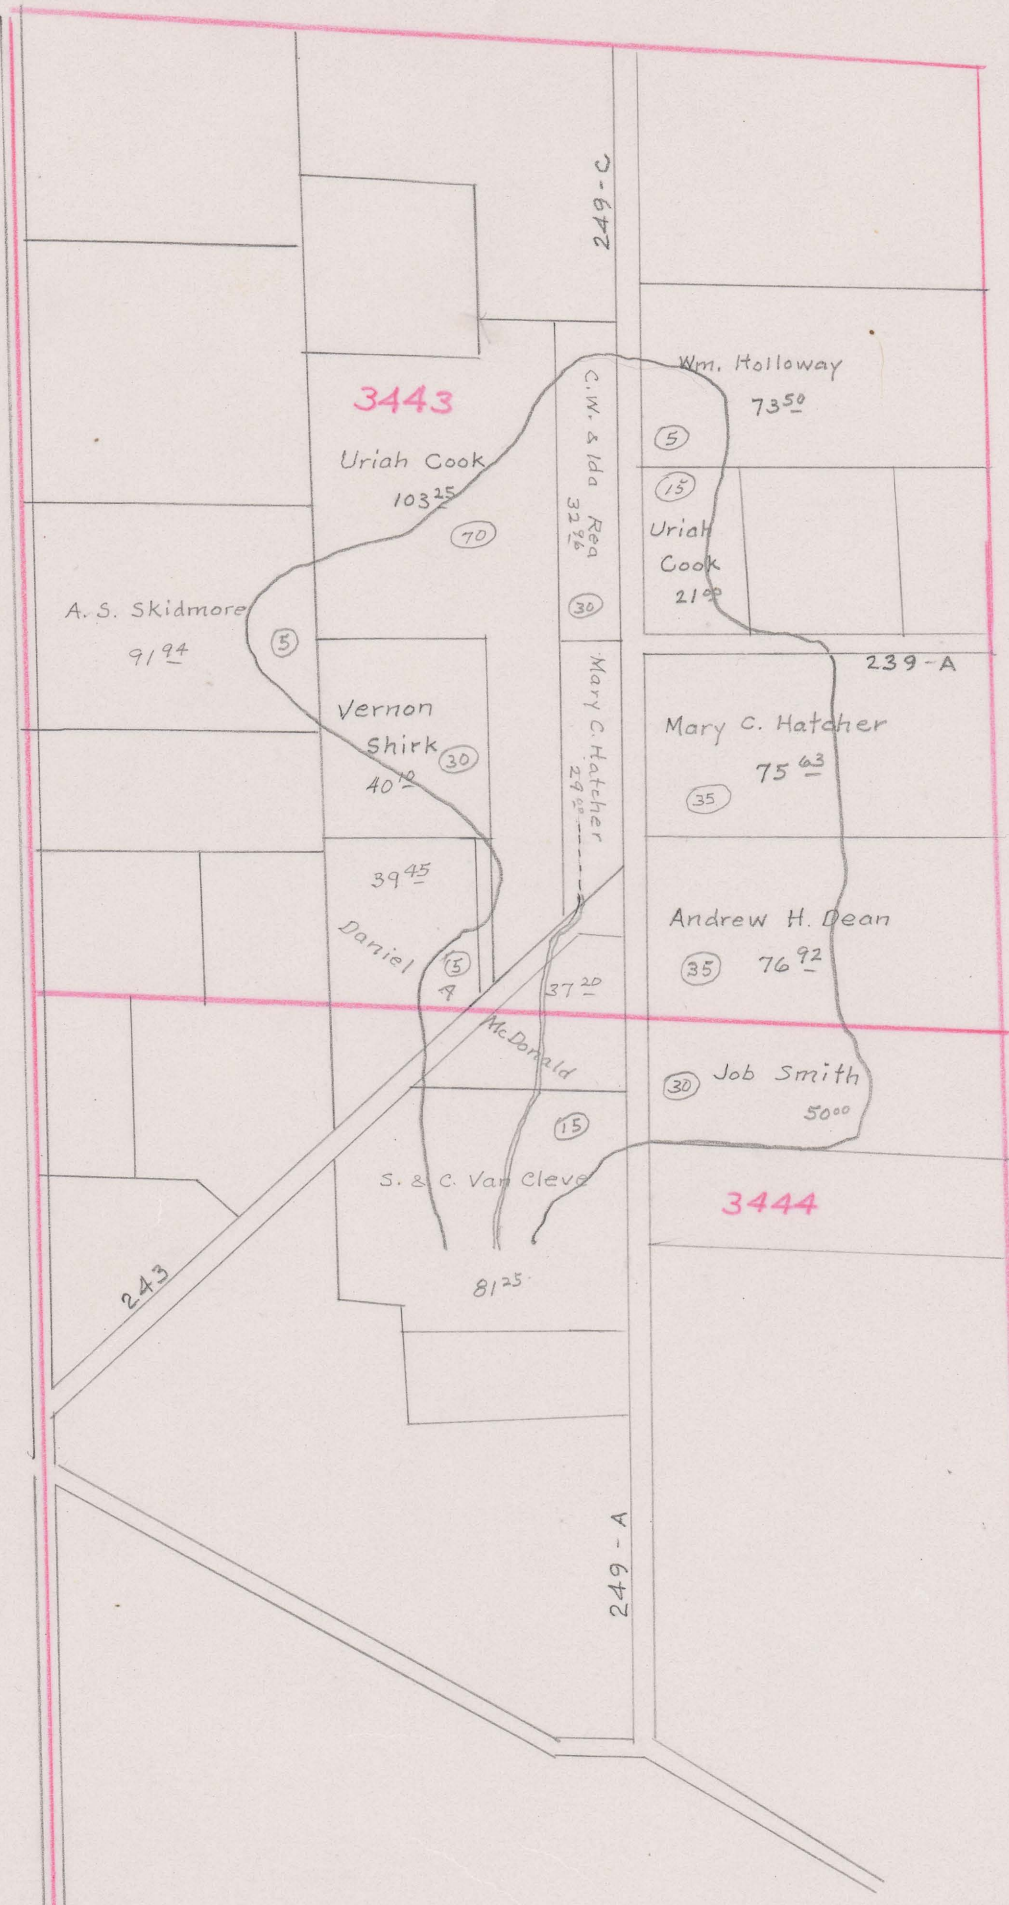 249-C
Wm. Holloway
73 50
5
3443
Uriah Cook
103 25
70
C.W. & Ida Rea
32 96
30
15
Uriah
Cook
21 00
A. S. Skidmore
91 94
5
239-A
Vernon
Shirk 30
40 10
Mary C. Hatcher
29 00
Mary C. Hatcher
75 63
35
39 45
Daniel
15
A
McDonald
37 20
Andrew H. Dean
35 76 92
30 Job Smith
50 00
15
S. & C. Van Cleve
81 25
3444
243
249-A